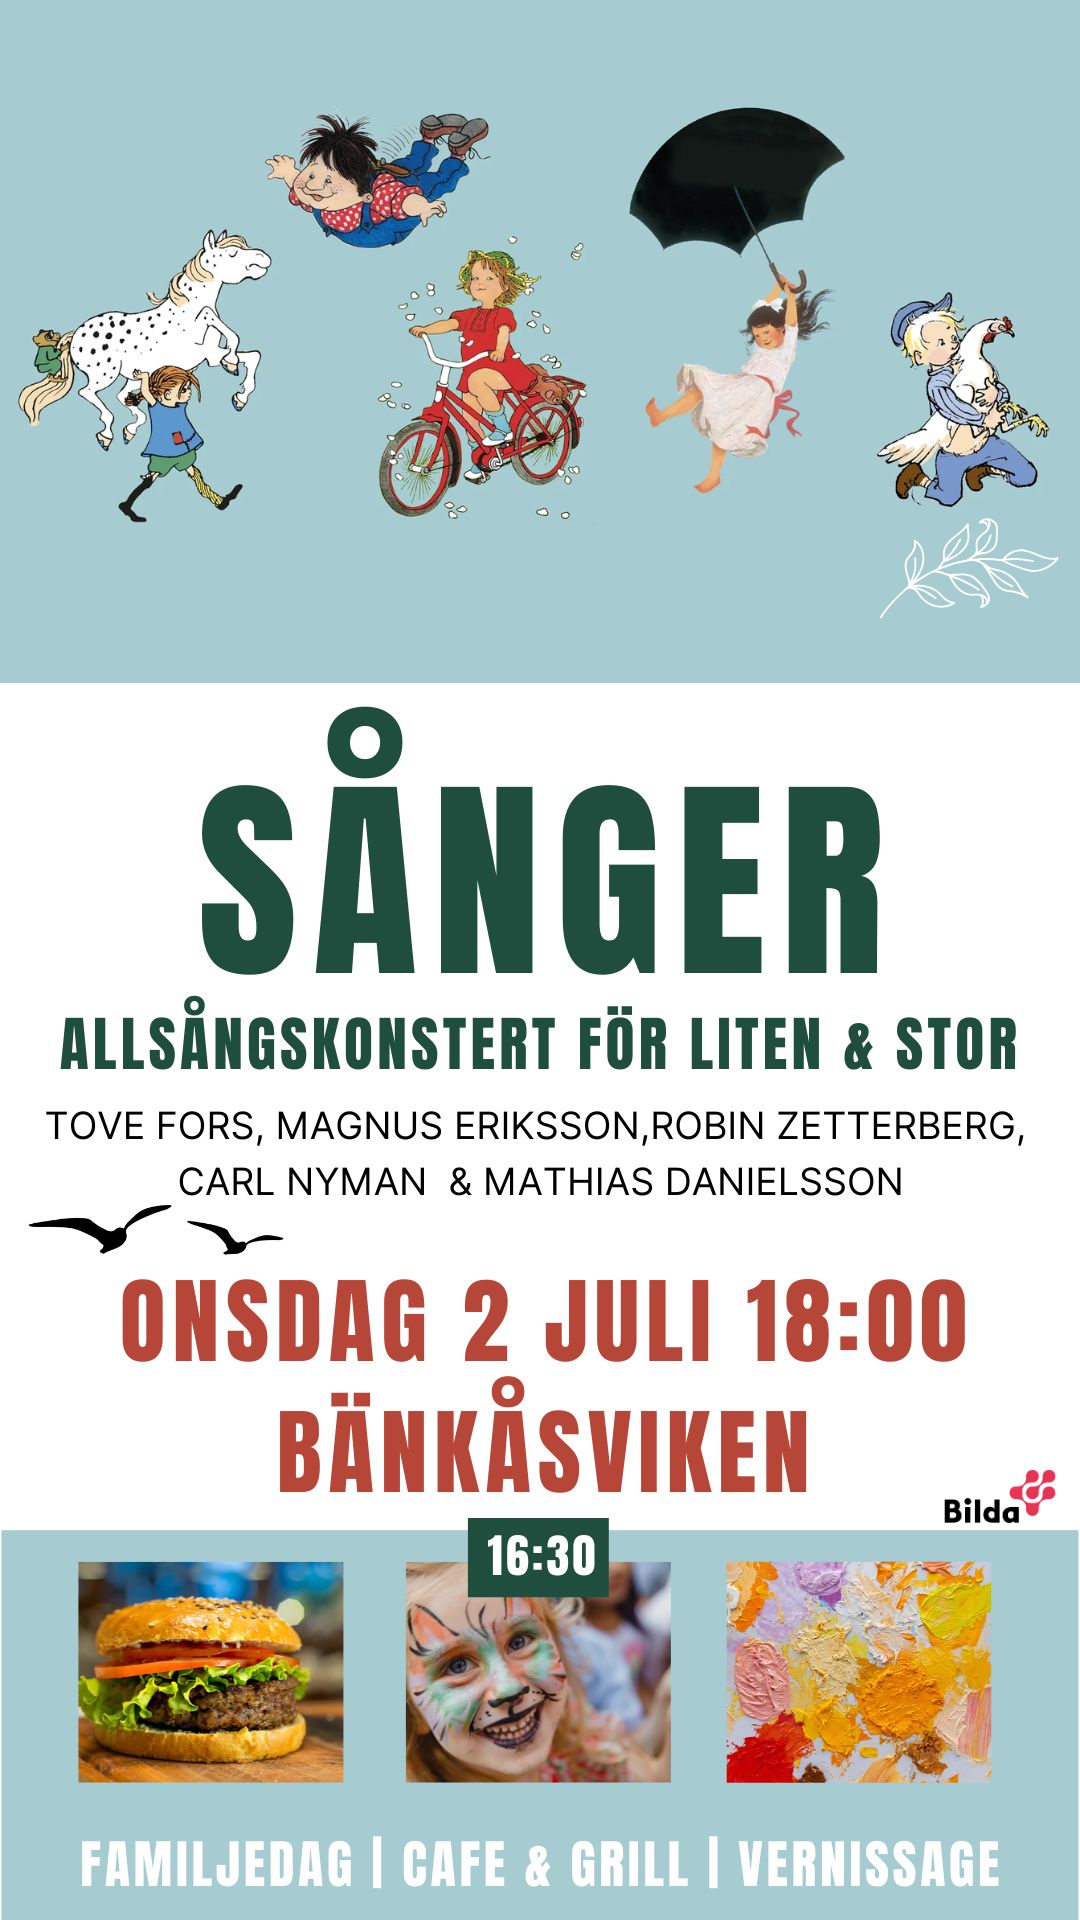 SÅNGER
ALLSÅNGSKONSTERT FÖR LITEN & STOR
TOVE FORS, MAGNUS ERIKSSON,ROBIN ZETTERBERG,
CARL NYMAN & MATHIAS DANIELSSON
ONSDAG 2 JULI 18:00
BÄNKÅSVIKEN
Bilda
16:30
FAMILJEDAG | CAFE & GRILL | VERNISSAGE